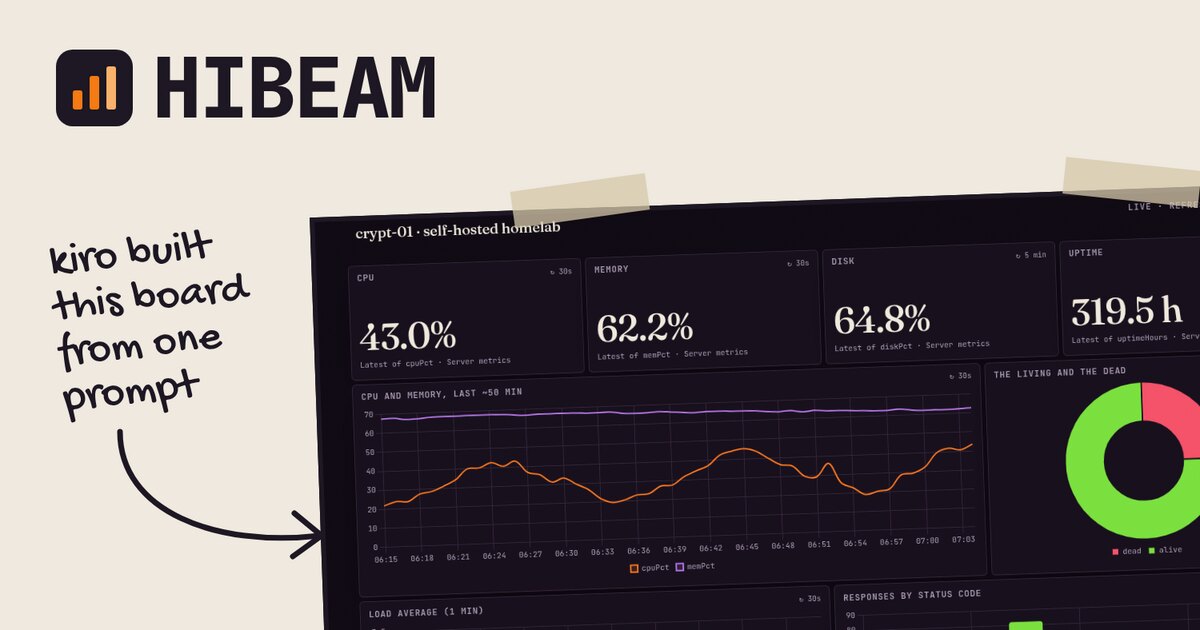 HIBEAM
kiro built
this board
from one
prompt
crypt-01 · self-hosted homelab
LIVE ·
CPU
↻ 30s
43.0%
Latest of cpuPct · Server metrics
MEMORY
↻ 30s
62.2%
Latest of memPct · Server metrics
DISK
↻ 5 min
64.8%
Latest of diskPct · Server metrics
UPTIME
319.5 h
Latest of uptimeHours ·
CPU AND MEMORY, LAST ~50 MIN
↻ 30s
70
60
50
40
30
20
10
0
06:15 06:18 06:21 06:24 06:27 06:30 06:33 06:36 06:39 06:42 06:45 06:48 06:51 06:54 06:57 07:00 07:03
cpuPct memPct
THE LIVING AND THE DEAD
dead alive
LOAD AVERAGE (1 MIN)
↻ 30s
RESPONSES BY STATUS CODE
90